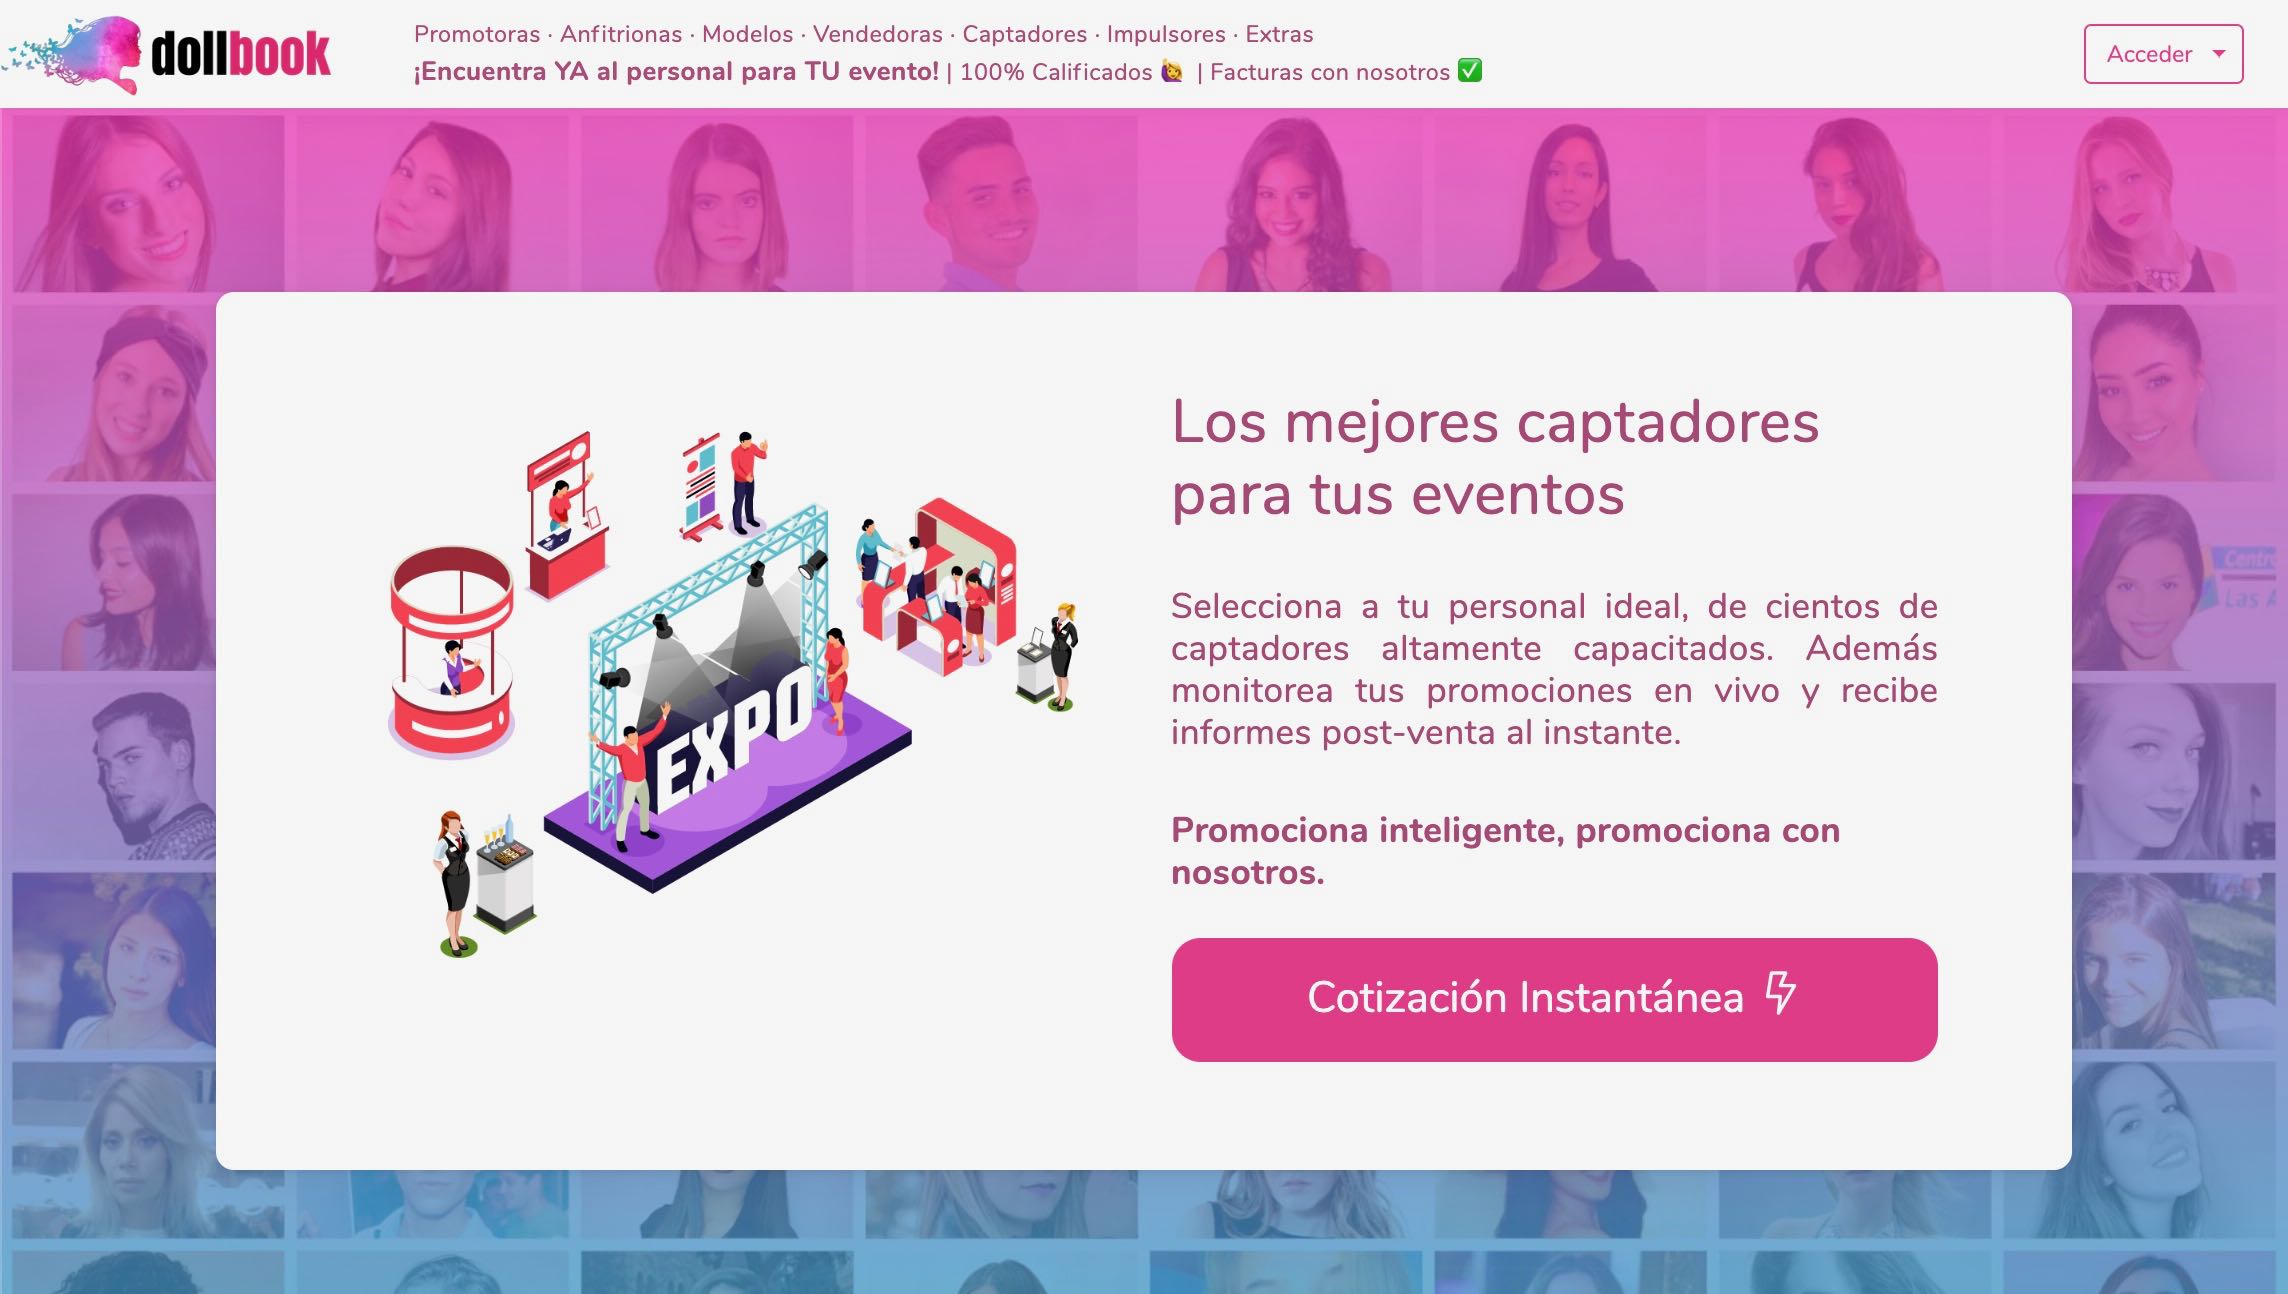 dollbook
Promotoras · Anfitrionas · Modelos · Vendedoras · Captadores · Impulsores · Extras
¡Encuentra YA al personal para TU evento! | 100% Calificados 🙋 | Facturas con nosotros ✅
Acceder
Los mejores captadores
para tus eventos
Selecciona a tu personal ideal, de cientos de
captadores altamente capacitados. Además
monitorea tus promociones en vivo y recibe
informes post-venta al instante.
Promociona inteligente, promociona con
nosotros.
Cotización Instantánea
EXPO
Centro
Las A